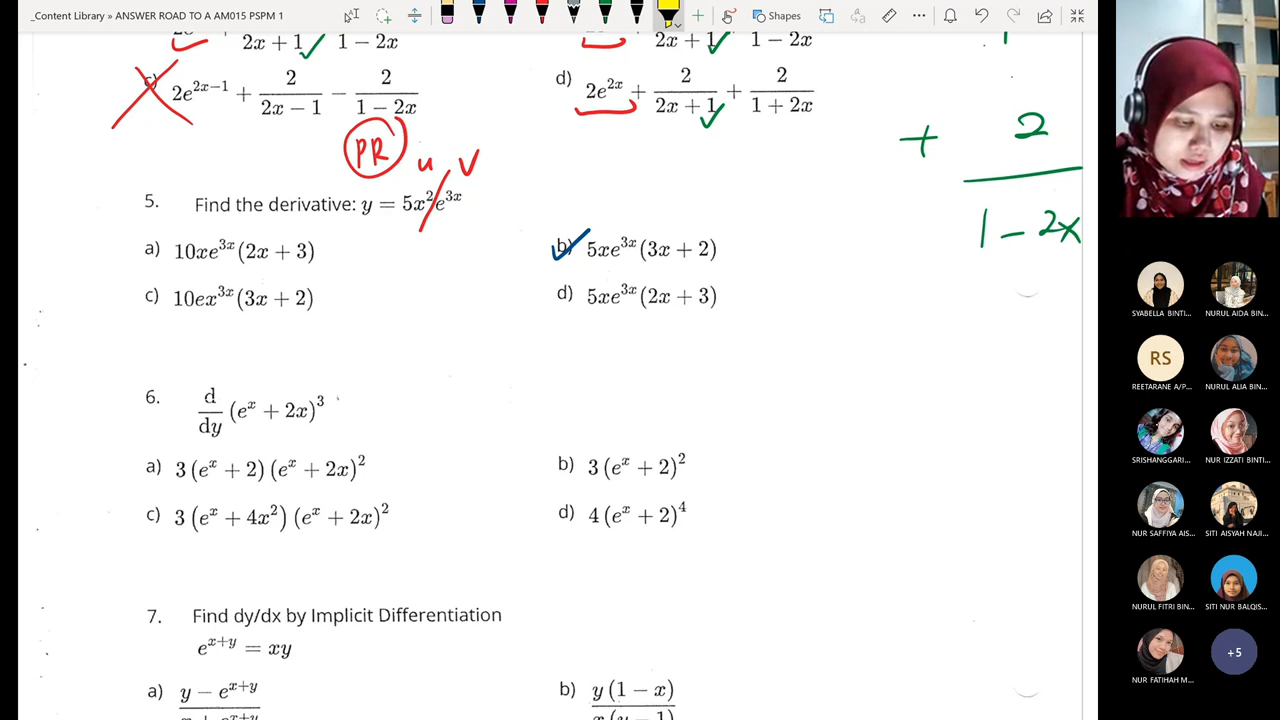 _Content Library » ANSWER ROAD TO A AM015 PSPM 1
Shapes
2x + 1 ✓ 1 − 2x
2x + 1 ✓ 1 − 2x
2e^{2x−1} + 2/(2x − 1) − 2/(1 − 2x)
d) 2e^{2x} + 2/(2x + 1) + 2/(1 + 2x)
+ 2/(1 − 2x)
PR u v
5. Find the derivative: y = 5x²e^{3x}
a) 10xe^{3x}(2x + 3)
b) 5xe^{3x}(3x + 2)
c) 10ex^{3x}(3x + 2)
d) 5xe^{3x}(2x + 3)
6. d/dy (e^x + 2x)³
a) 3(e^x + 2)(e^x + 2x)²
b) 3(e^x + 2)²
c) 3(e^x + 4x²)(e^x + 2x)²
d) 4(e^x + 2)⁴
7. Find dy/dx by Implicit Differentiation
e^{x+y} = xy
a) y − e^{x+y}
b) y(1 − x)
SYABELLA BINTI...
NURUL AIDA BIN...
RS
REETARANE A/P...
NURUL ALIA BIN...
SRISHANGGARI...
NUR IZZATI BINTI...
NUR SAFFIYA AIS...
SITI AISYAH NAJI...
NURUL FITRI BIN...
SITI NUR BALQIS...
NUR FATIHAH M...
+5